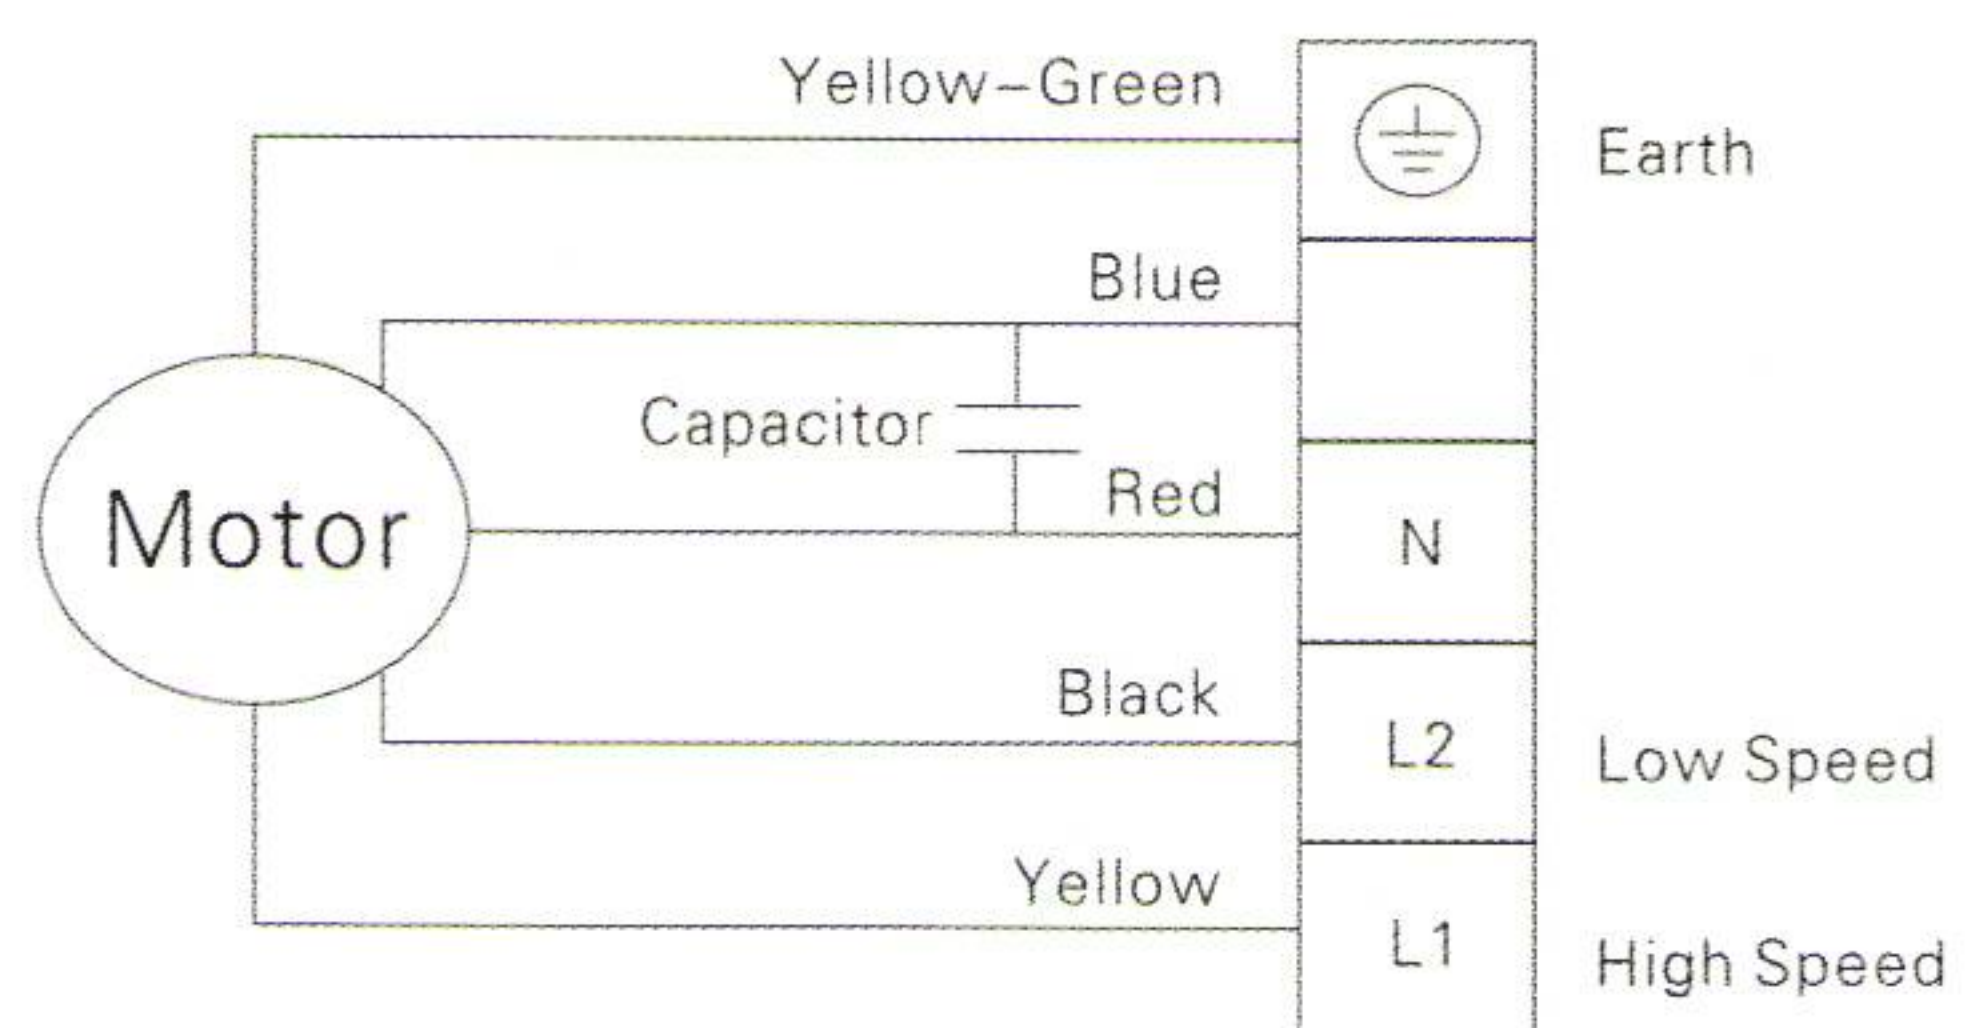 Yellow-Green
Earth
Blue
Capacitor
Red
Motor
N
Black
L2
Low Speed
Yellow
L1
High Speed